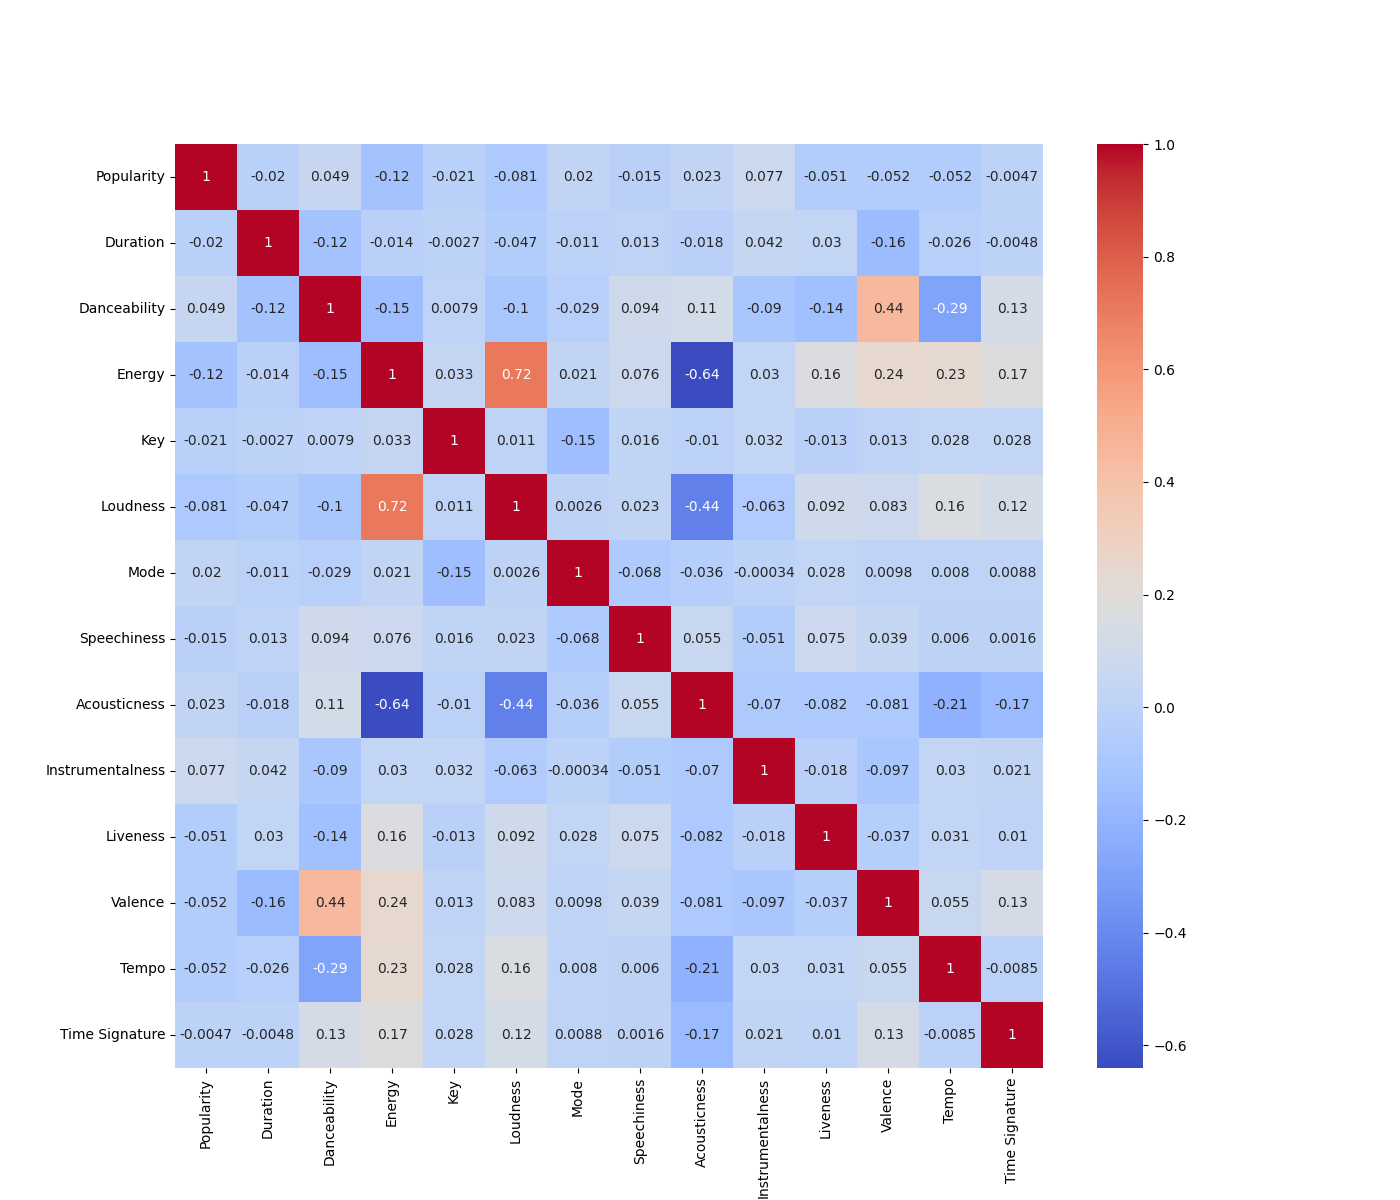 Popularity 1 -0.02 0.049 -0.12 -0.021 -0.081 0.02 -0.015 0.023 0.077 -0.051 -0.052 -0.052 -0.0047
Duration -0.02 1 -0.12 -0.014 -0.0027 -0.047 -0.011 0.013 -0.018 0.042 0.03 -0.16 -0.026 -0.0048
Danceability 0.049 -0.12 1 -0.15 0.0079 -0.1 -0.029 0.094 0.11 -0.09 -0.14 0.44 -0.29 0.13
Energy -0.12 -0.014 -0.15 1 0.033 0.72 0.021 0.076 -0.64 0.03 0.16 0.24 0.23 0.17
Key -0.021 -0.0027 0.0079 0.033 1 0.011 -0.15 0.016 -0.01 0.032 -0.013 0.013 0.028 0.028
Loudness -0.081 -0.047 -0.1 0.72 0.011 1 0.0026 0.023 -0.44 -0.063 0.092 0.083 0.16 0.12
Mode 0.02 -0.011 -0.029 0.021 -0.15 0.0026 1 -0.068 -0.036 -0.00034 0.028 0.0098 0.008 0.0088
Speechiness -0.015 0.013 0.094 0.076 0.016 0.023 -0.068 1 0.055 -0.051 0.075 0.039 0.006 0.0016
Acousticness 0.023 -0.018 0.11 -0.64 -0.01 -0.44 -0.036 0.055 1 -0.07 -0.082 -0.081 -0.21 -0.17
Instrumentalness 0.077 0.042 -0.09 0.03 0.032 -0.063 -0.00034 -0.051 -0.07 1 -0.018 -0.097 0.03 0.021
Liveness -0.051 0.03 -0.14 0.16 -0.013 0.092 0.028 0.075 -0.082 -0.018 1 -0.037 0.031 0.01
Valence -0.052 -0.16 0.44 0.24 0.013 0.083 0.0098 0.039 -0.081 -0.097 -0.037 1 0.055 0.13
Tempo -0.052 -0.026 -0.29 0.23 0.028 0.16 0.008 0.006 -0.21 0.03 0.031 0.055 1 -0.0085
Time Signature -0.0047 -0.0048 0.13 0.17 0.028 0.12 0.0088 0.0016 -0.17 0.021 0.01 0.13 -0.0085 1
Popularity
Duration
Danceability
Energy
Key
Loudness
Mode
Speechiness
Acousticness
Instrumentalness
Liveness
Valence
Tempo
Time Signature
1.0
0.8
0.6
0.4
0.2
0.0
−0.2
−0.4
−0.6